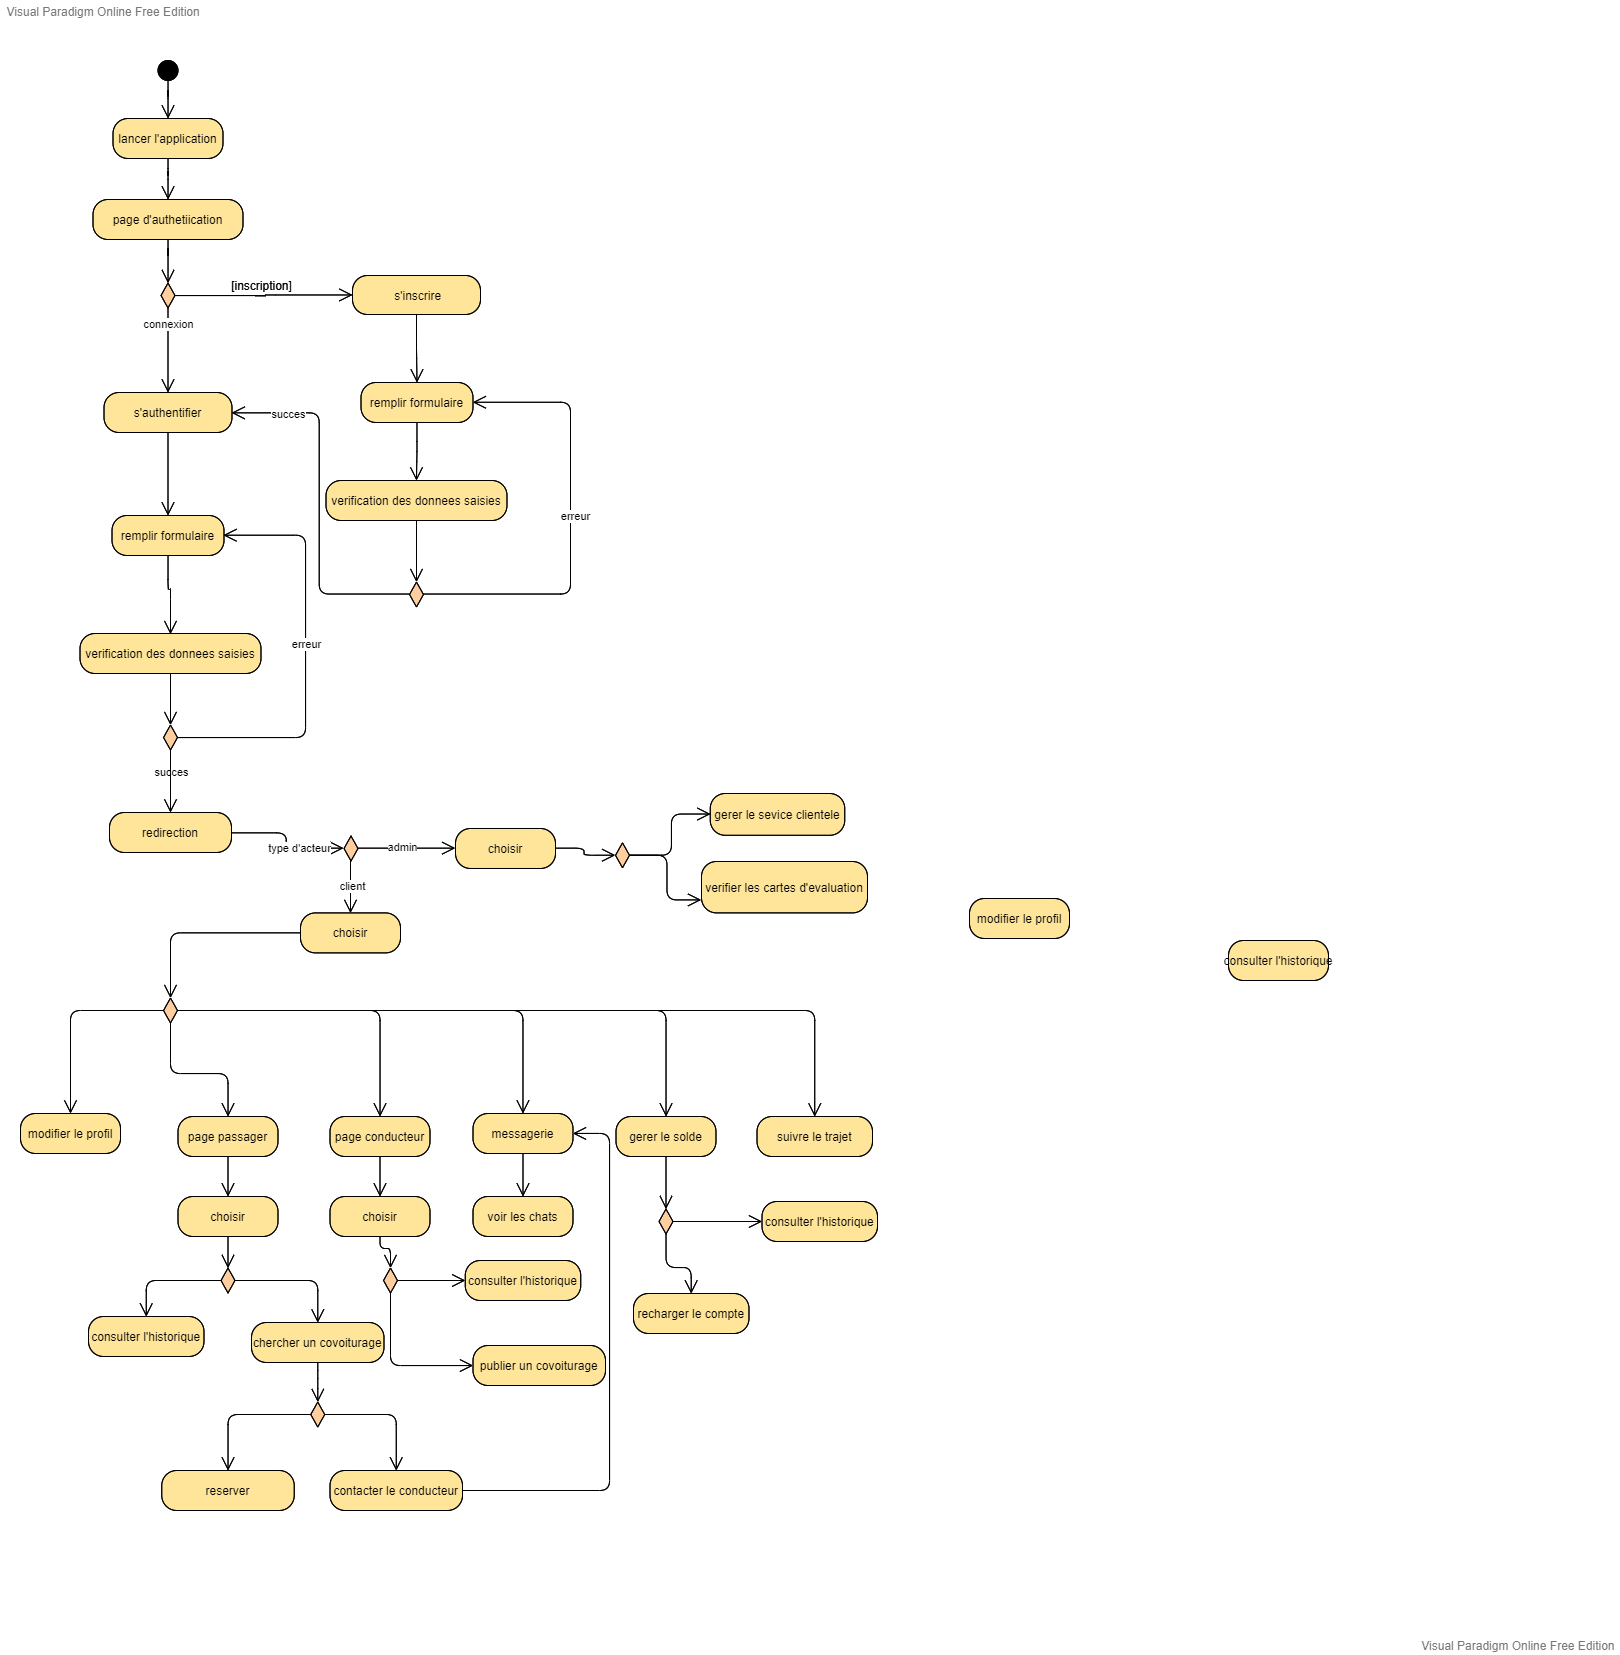 Visual Paradigm Online Free Edition
lancer l'application
page d'authetiication
[inscription]
s'inscrire
connexion
s'authentifier
succes
remplir formulaire
verification des donnees saisies
erreur
remplir formulaire
erreur
verification des donnees saisies
succes
redirection
type d'acteur
admin
choisir
gerer le sevice clientele
verifier les cartes d'evaluation
client
choisir
modifier le profil
consulter l'historique
modifier le profil
page passager
page conducteur
messagerie
gerer le solde
suivre le trajet
choisir
choisir
voir les chats
consulter l'historique
consulter l'historique
recharger le compte
consulter l'historique
chercher un covoiturage
publier un covoiturage
reserver
contacter le conducteur
Visual Paradigm Online Free Edition